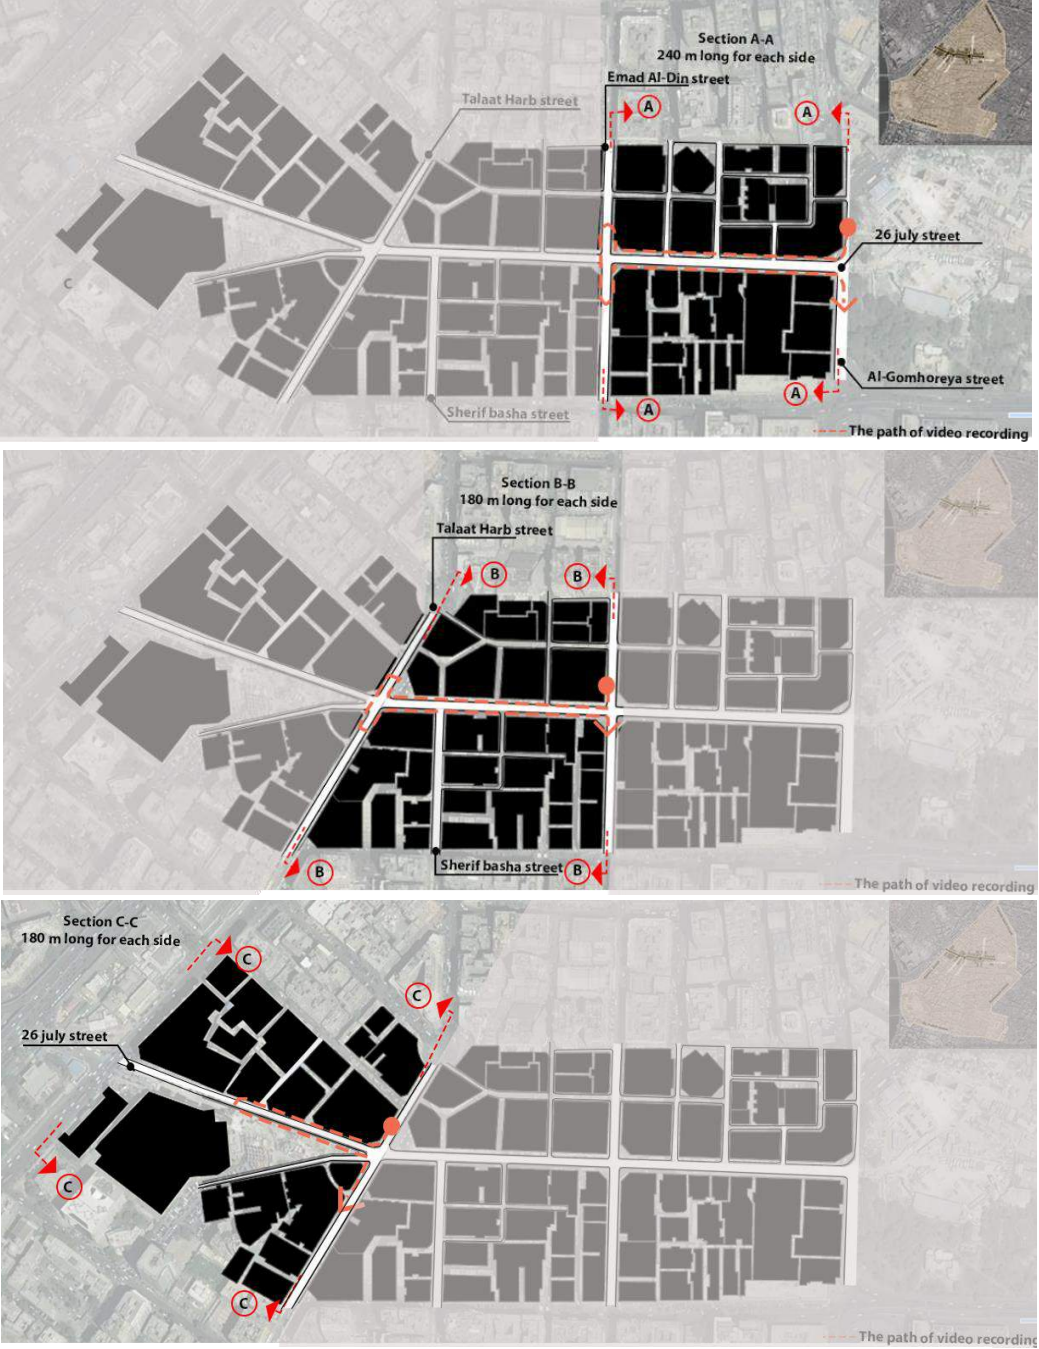 Section A-A
240 m long for each side
Emad Al-Din street
Talaat Harb street
A
A
26 july street
C
Al-Gomhoreya street
A
A
Sherif basha street
The path of video recording
Section B-B
180 m long for each side
Talaat Harb street
B
B
Sherif basha street
B
B
The path of video recording
Section C-C
180 m long for each side
C
C
26 july street
C
C
The path of video recording